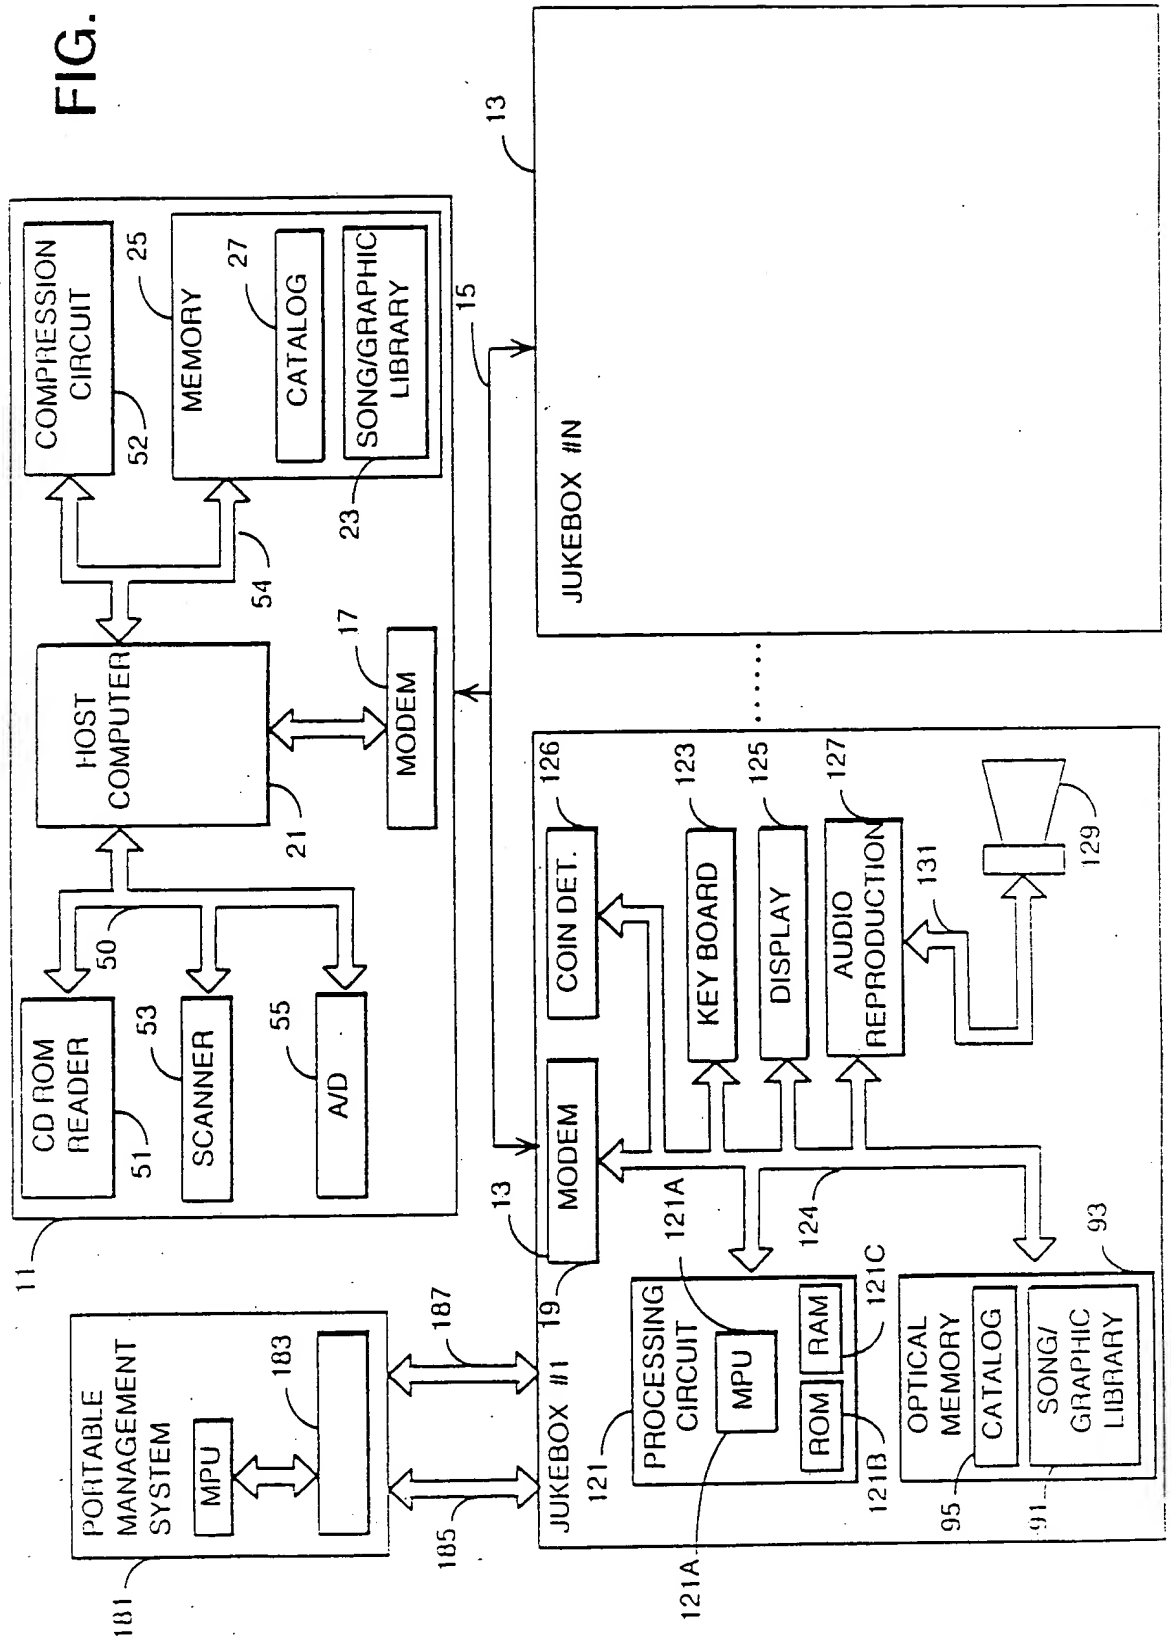 FIG.
11
CD ROM
READER
51
50
SCANNER
53
A/D
55
HOST
COMPUTER
21
MODEM
17
54
COMPRESSION
CIRCUIT
52
25
MEMORY
27
CATALOG
SONG/GRAPHIC
LIBRARY
23
15
181
PORTABLE
MANAGEMENT
SYSTEM
MPU
183
185
187
JUKEBOX #1
13
19
MODEM
COIN DET.
126
KEY BOARD
123
DISPLAY
125
AUDIO
REPRODUCTION
127
131
129
124
121
PROCESSING
CIRCUIT
121A
MPU
121A
ROM
RAM
121B
121C
OPTICAL
MEMORY
93
CATALOG
95
SONG/
GRAPHIC
LIBRARY
91
......
JUKEBOX #N
13